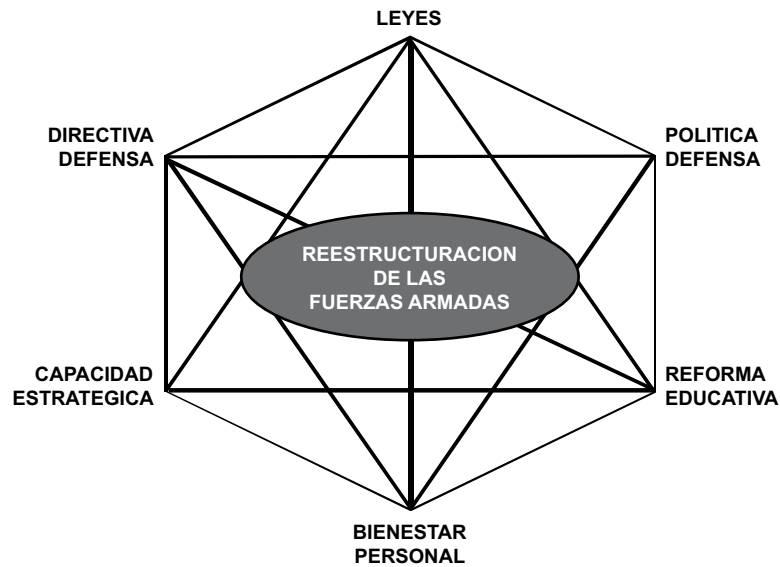 LEYES
DIRECTIVA
DEFENSA
POLITICA
DEFENSA
REESTRUCTURACION
DE LAS
FUERZAS ARMADAS
CAPACIDAD
ESTRATEGICA
REFORMA
EDUCATIVA
BIENESTAR
PERSONAL